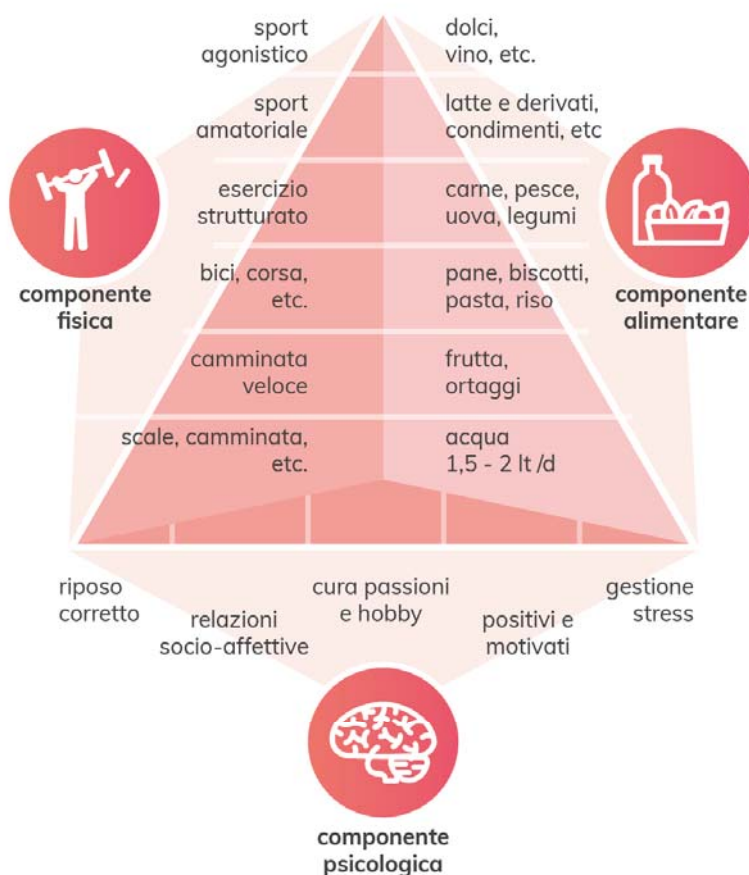 sport
agonistico
dolci,
vino, etc.
sport
amatoriale
latte e derivati,
condimenti, etc
esercizio
strutturato
carne, pesce,
uova, legumi
componente
fisica
bici, corsa,
etc.
pane, biscotti,
pasta, riso
componente
alimentare
camminata
veloce
frutta,
ortaggi
scale, camminata,
etc.
acqua
1,5 - 2 lt /d
riposo
corretto
relazioni
socio-affettive
cura passioni
e hobby
positivi e
motivati
gestione
stress
componente
psicologica